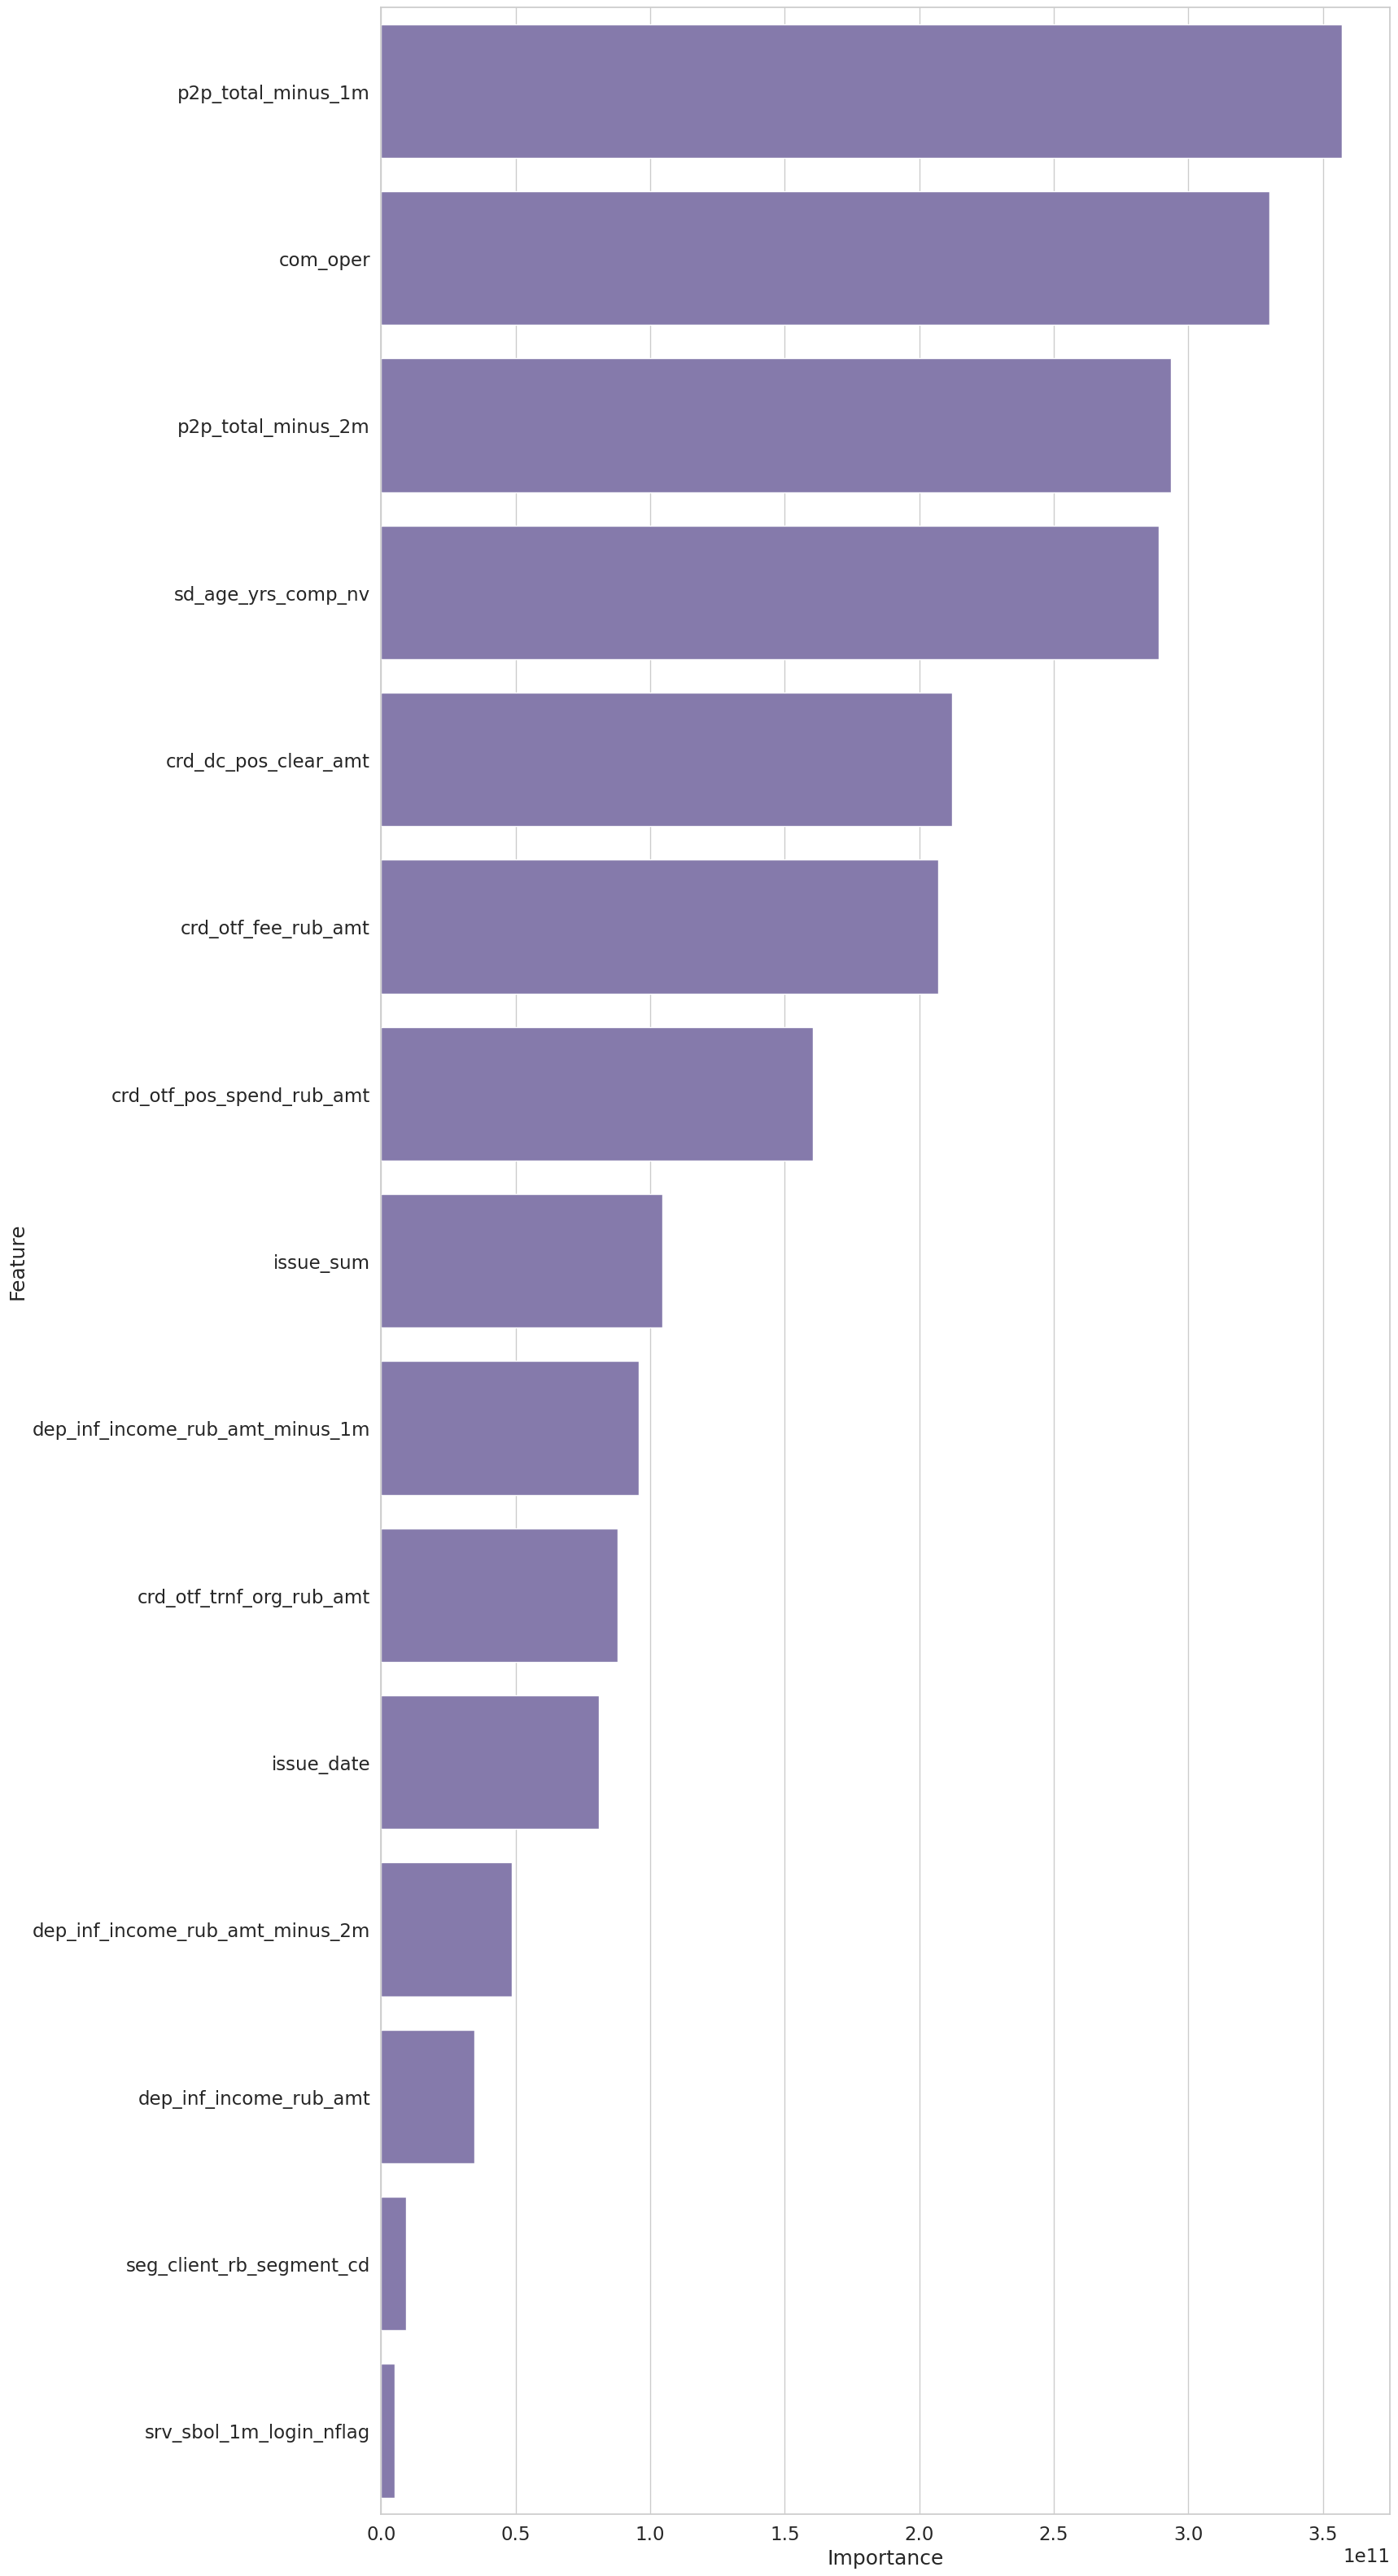 p2p_total_minus_1m
com_oper
p2p_total_minus_2m
sd_age_yrs_comp_nv
crd_dc_pos_clear_amt
crd_otf_fee_rub_amt
crd_otf_pos_spend_rub_amt
issue_sum
dep_inf_income_rub_amt_minus_1m
crd_otf_trnf_org_rub_amt
issue_date
dep_inf_income_rub_amt_minus_2m
dep_inf_income_rub_amt
seg_client_rb_segment_cd
srv_sbol_1m_login_nflag
Feature
0.0 0.5 1.0 1.5 2.0 2.5 3.0 3.5
Importance
1e11